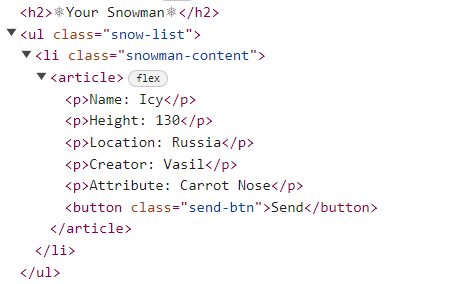 <h2>❄Your Snowman❄</h2>
<ul class="snow-list">
<li class="snowman-content">
<article> flex
<p>Name: Icy</p>
<p>Height: 130</p>
<p>Location: Russia</p>
<p>Creator: Vasil</p>
<p>Attribute: Carrot Nose</p>
<button class="send-btn">Send</button>
</article>
</li>
</ul>